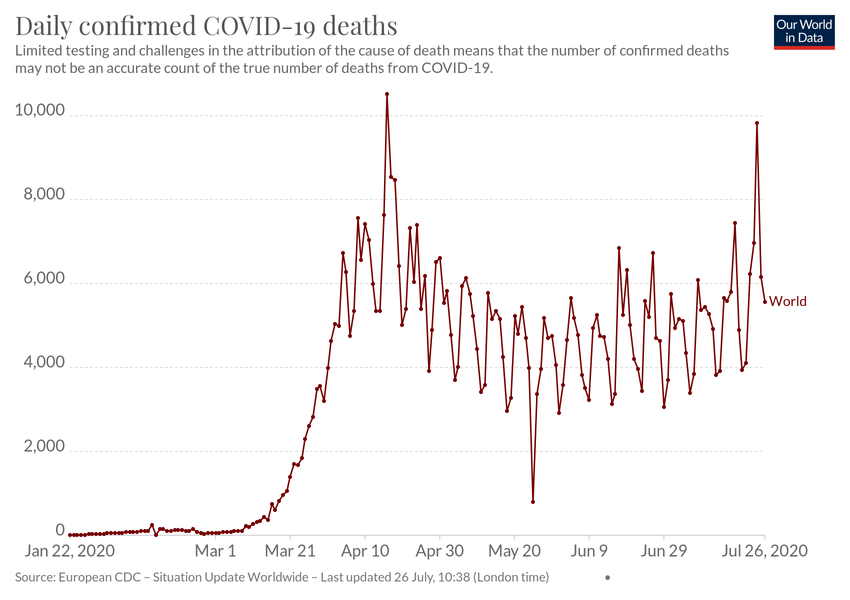 Daily confirmed COVID-19 deaths
Our World
in Data
Limited testing and challenges in the attribution of the cause of death means that the number of confirmed deaths
may not be an accurate count of the true number of deaths from COVID-19.
10,000
8,000
6,000
World
4,000
2,000
0
Jan 22, 2020 Mar 1 Mar 21 Apr 10 Apr 30 May 20 Jun 9 Jun 29 Jul 26, 2020
Source: European CDC – Situation Update Worldwide – Last updated 26 July, 10:38 (London time) •